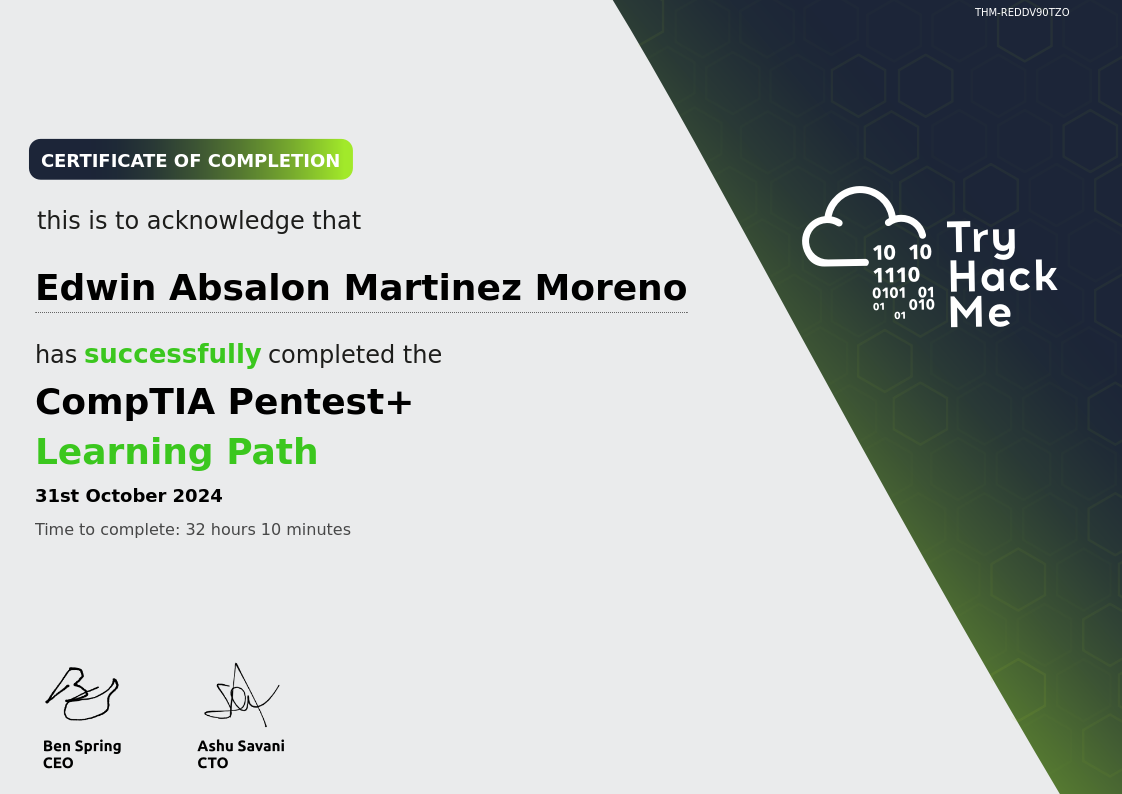 THM-REDDV90TZO
CERTIFICATE OF COMPLETION
this is to acknowledge that
Edwin Absalon Martinez Moreno
has successfully completed the
CompTIA Pentest+
Learning Path
31st October 2024
Time to complete: 32 hours 10 minutes
Try
Hack
Me
10 10
1110
0101 01
01 010
01
Ben Spring
CEO
Ashu Savani
CTO